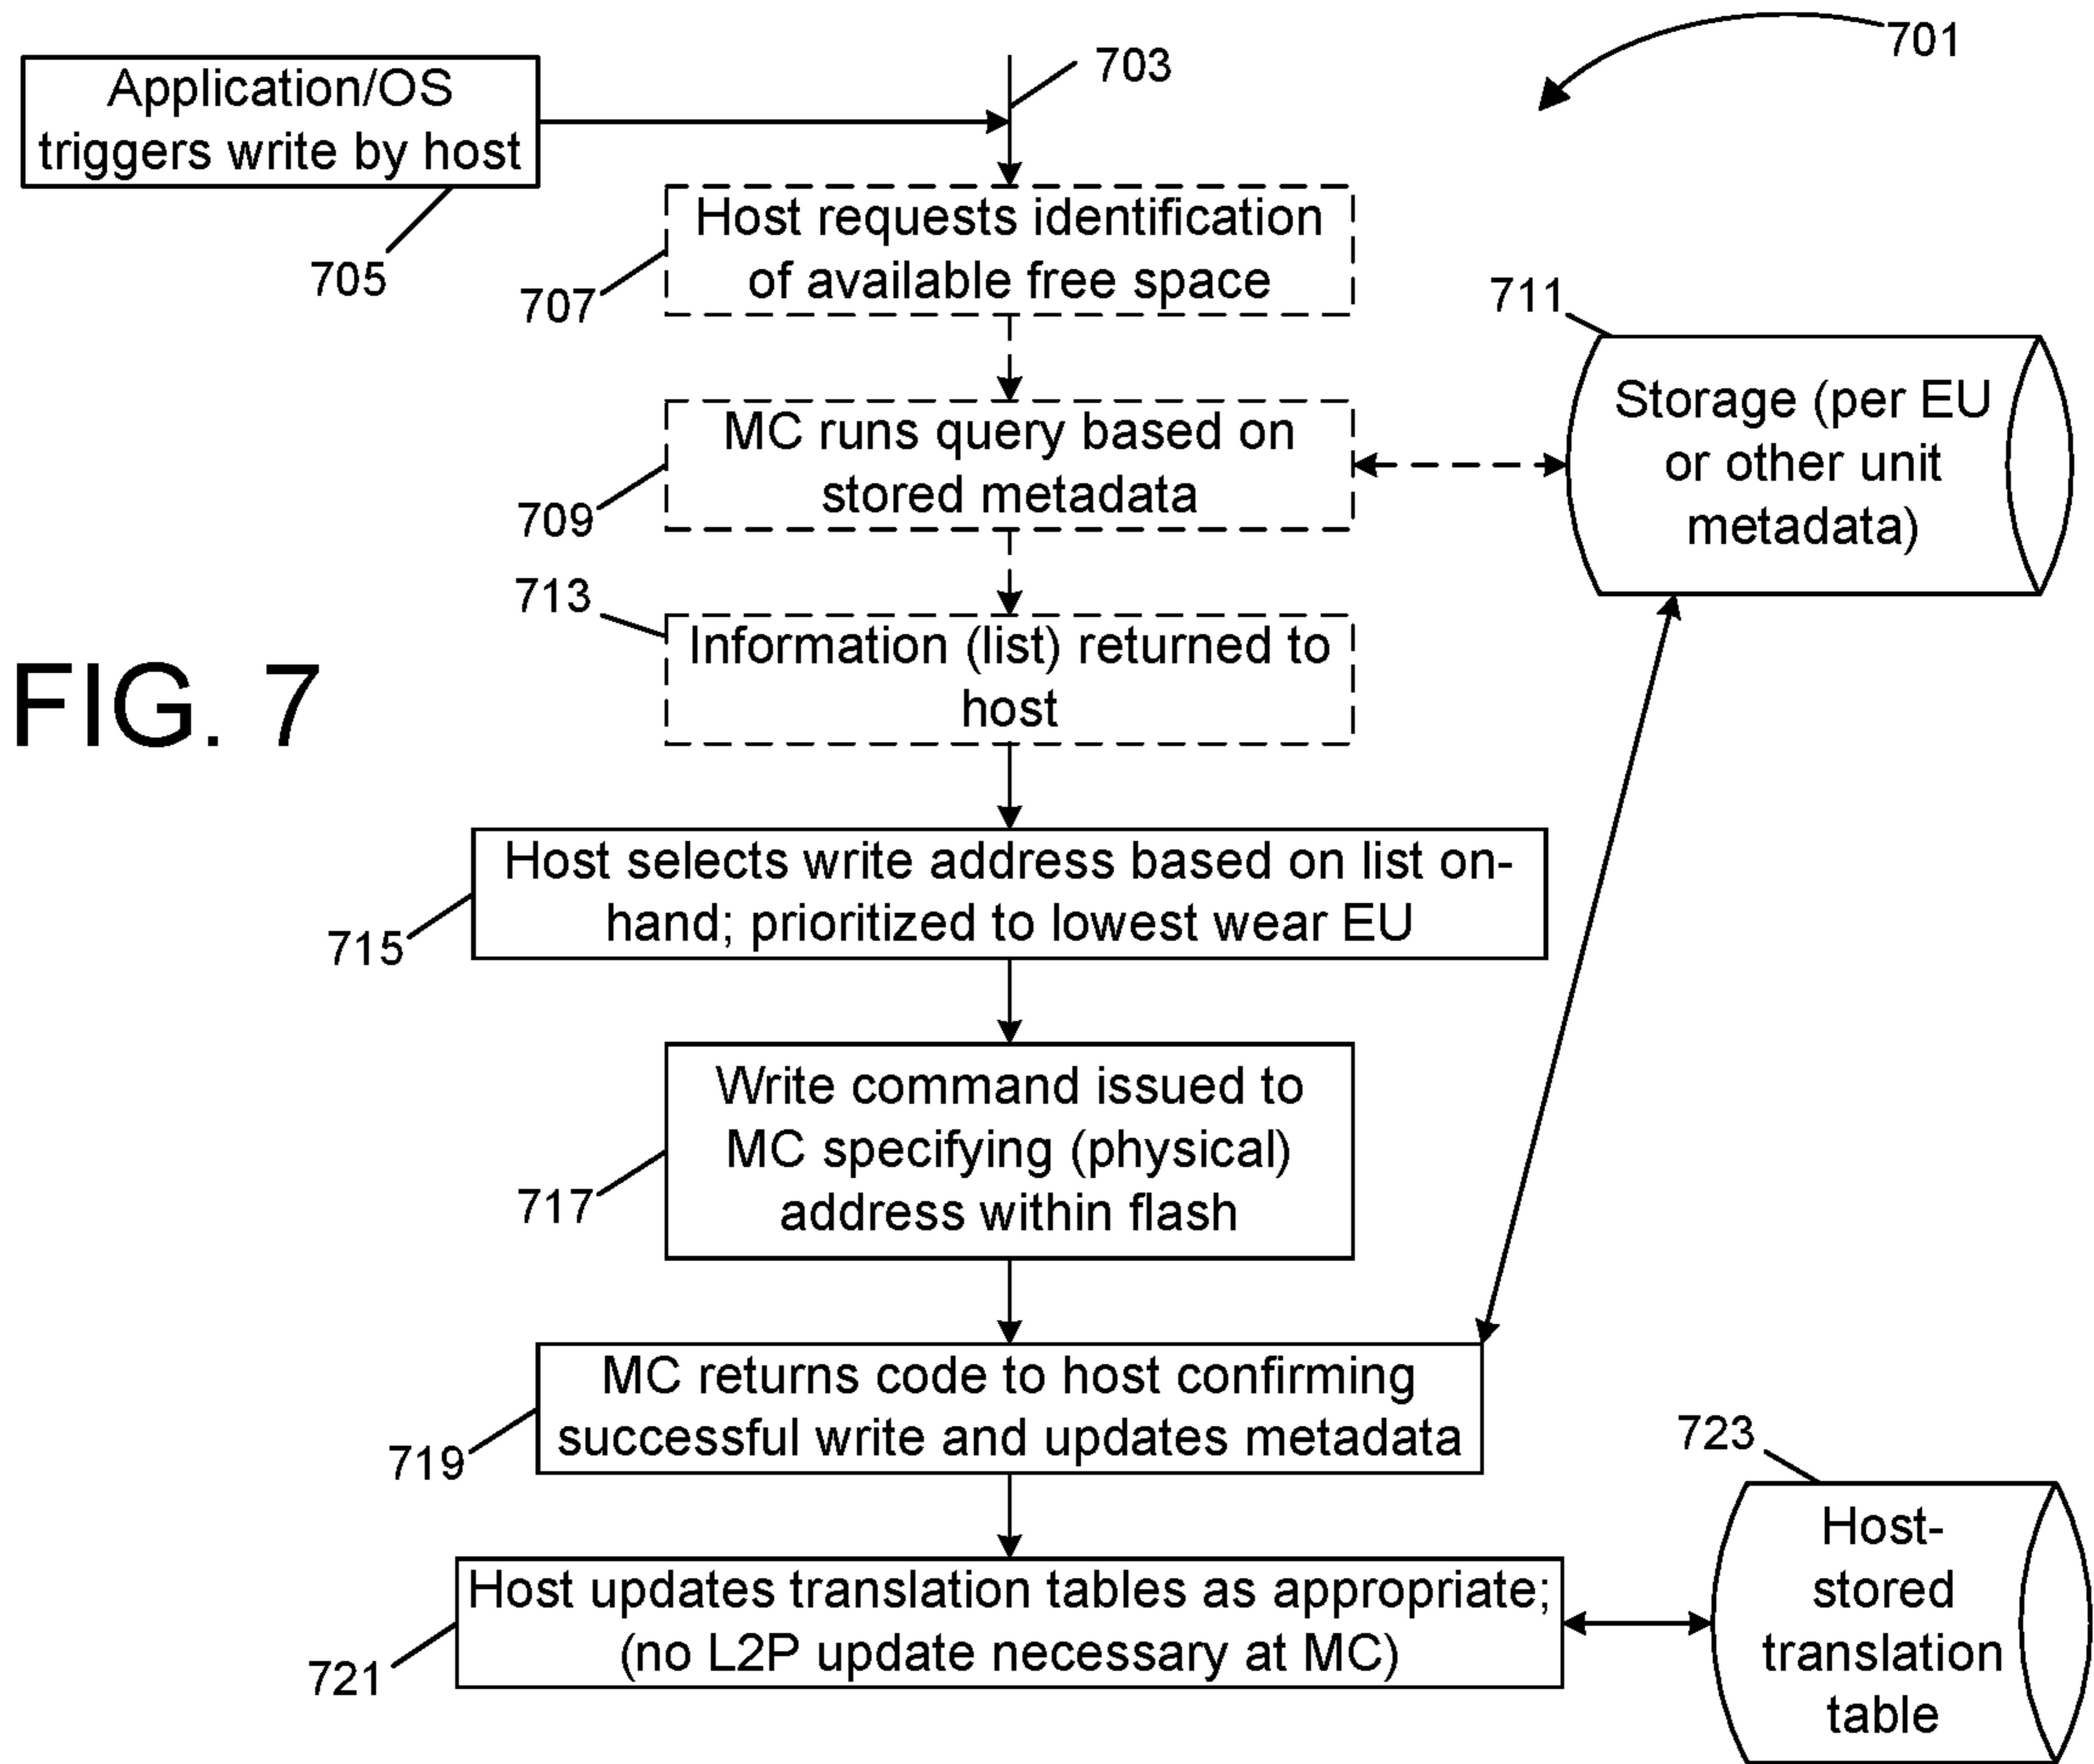 701
703
Application/OS
triggers write by host
705
Host requests identification
of available free space
707
711
Storage (per EU
or other unit
metadata)
MC runs query based on
stored metadata
709
713
Information (list) returned to
host
FIG. 7
Host selects write address based on list on-
hand; prioritized to lowest wear EU
715
Write command issued to
MC specifying (physical)
address within flash
717
MC returns code to host confirming
successful write and updates metadata
719
723
Host-
stored
translation
table
Host updates translation tables as appropriate;
(no L2P update necessary at MC)
721